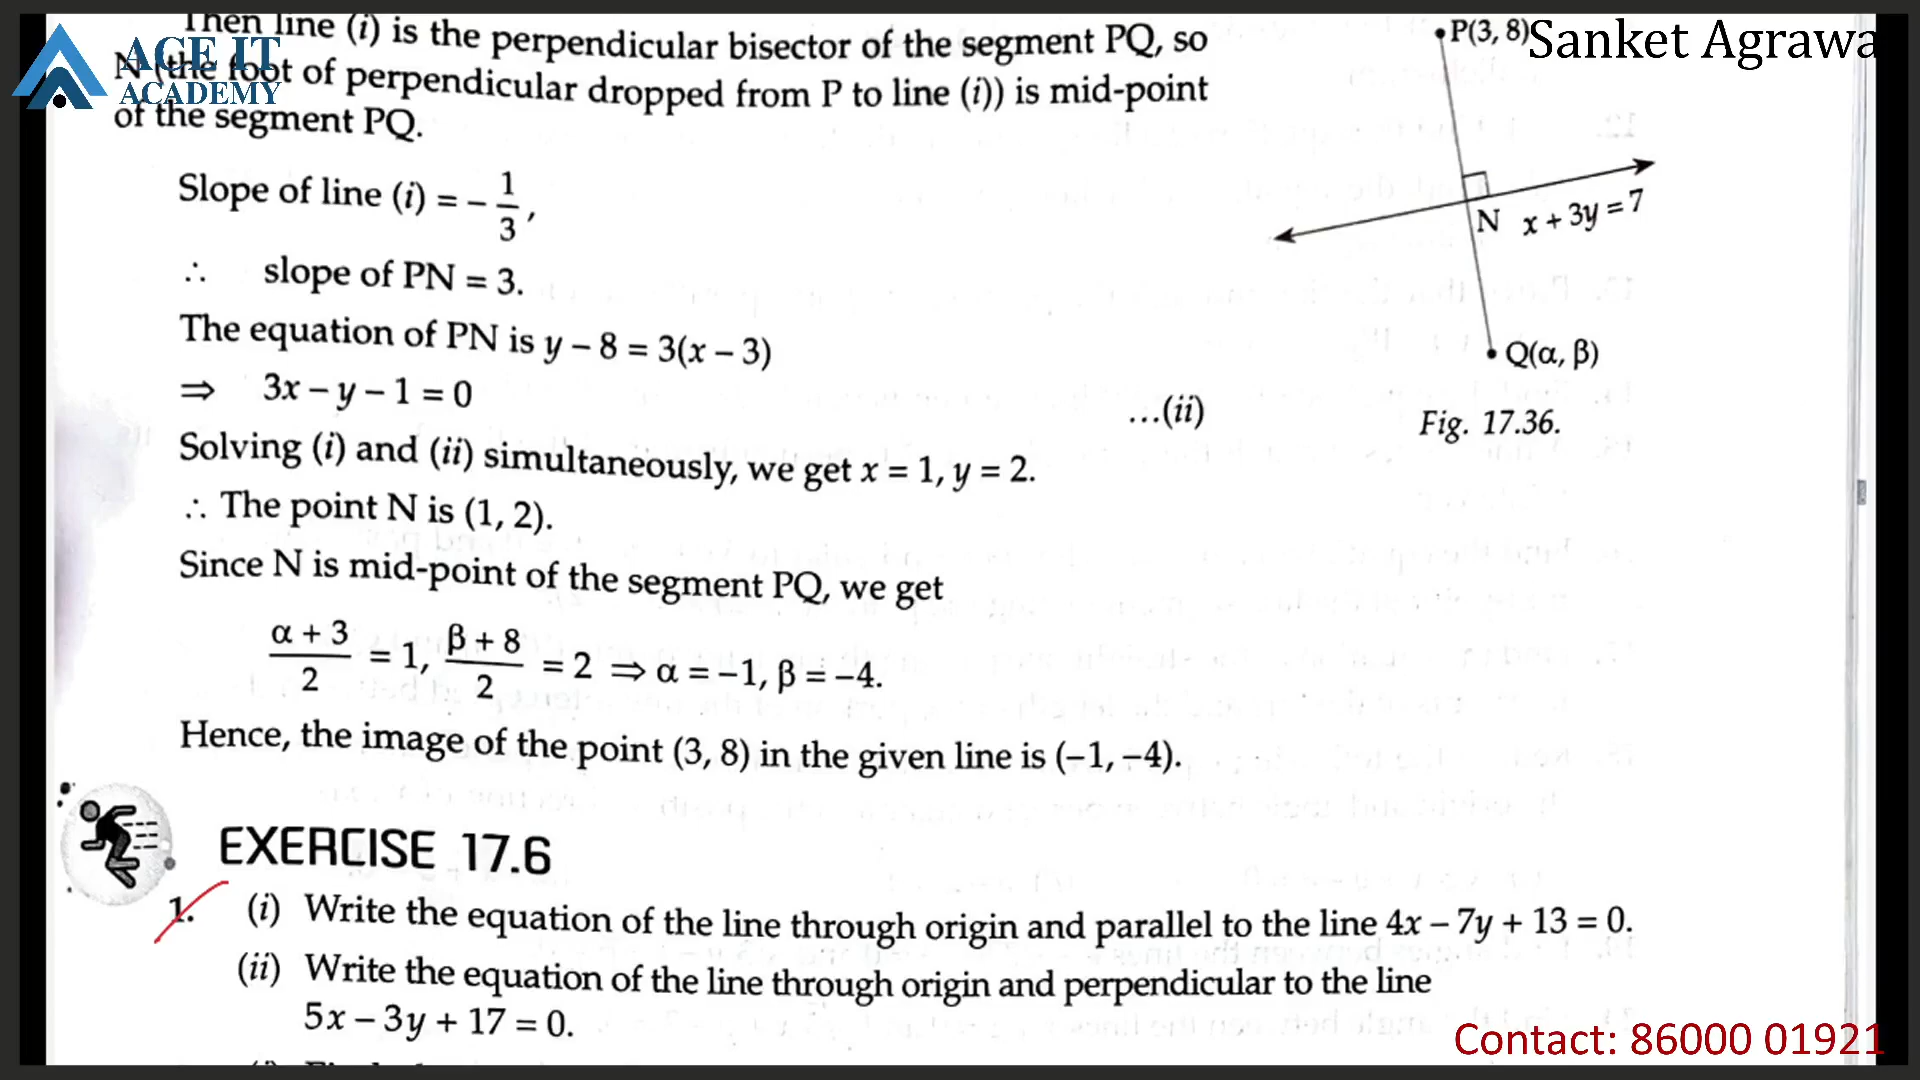 Then line (i) is the perpendicular bisector of the segment PQ, so
N (the foot of perpendicular dropped from P to line (i)) is mid-point
of the segment PQ.
ACE IT
ACADEMY
Sanket Agrawa
P(3, 8)
N x + 3y = 7
Q(α, β)
Fig. 17.36.
Slope of line (i) = – 1/3,
∴ slope of PN = 3.
The equation of PN is y – 8 = 3(x – 3)
⇒ 3x – y – 1 = 0 ...(ii)
Solving (i) and (ii) simultaneously, we get x = 1, y = 2.
∴ The point N is (1, 2).
Since N is mid-point of the segment PQ, we get
(α + 3)/2 = 1, (β + 8)/2 = 2 ⇒ α = –1, β = –4.
Hence, the image of the point (3, 8) in the given line is (–1, –4).
EXERCISE 17.6
1. (i) Write the equation of the line through origin and parallel to the line 4x – 7y + 13 = 0.
(ii) Write the equation of the line through origin and perpendicular to the line
5x – 3y + 17 = 0.
Contact: 86000 01921